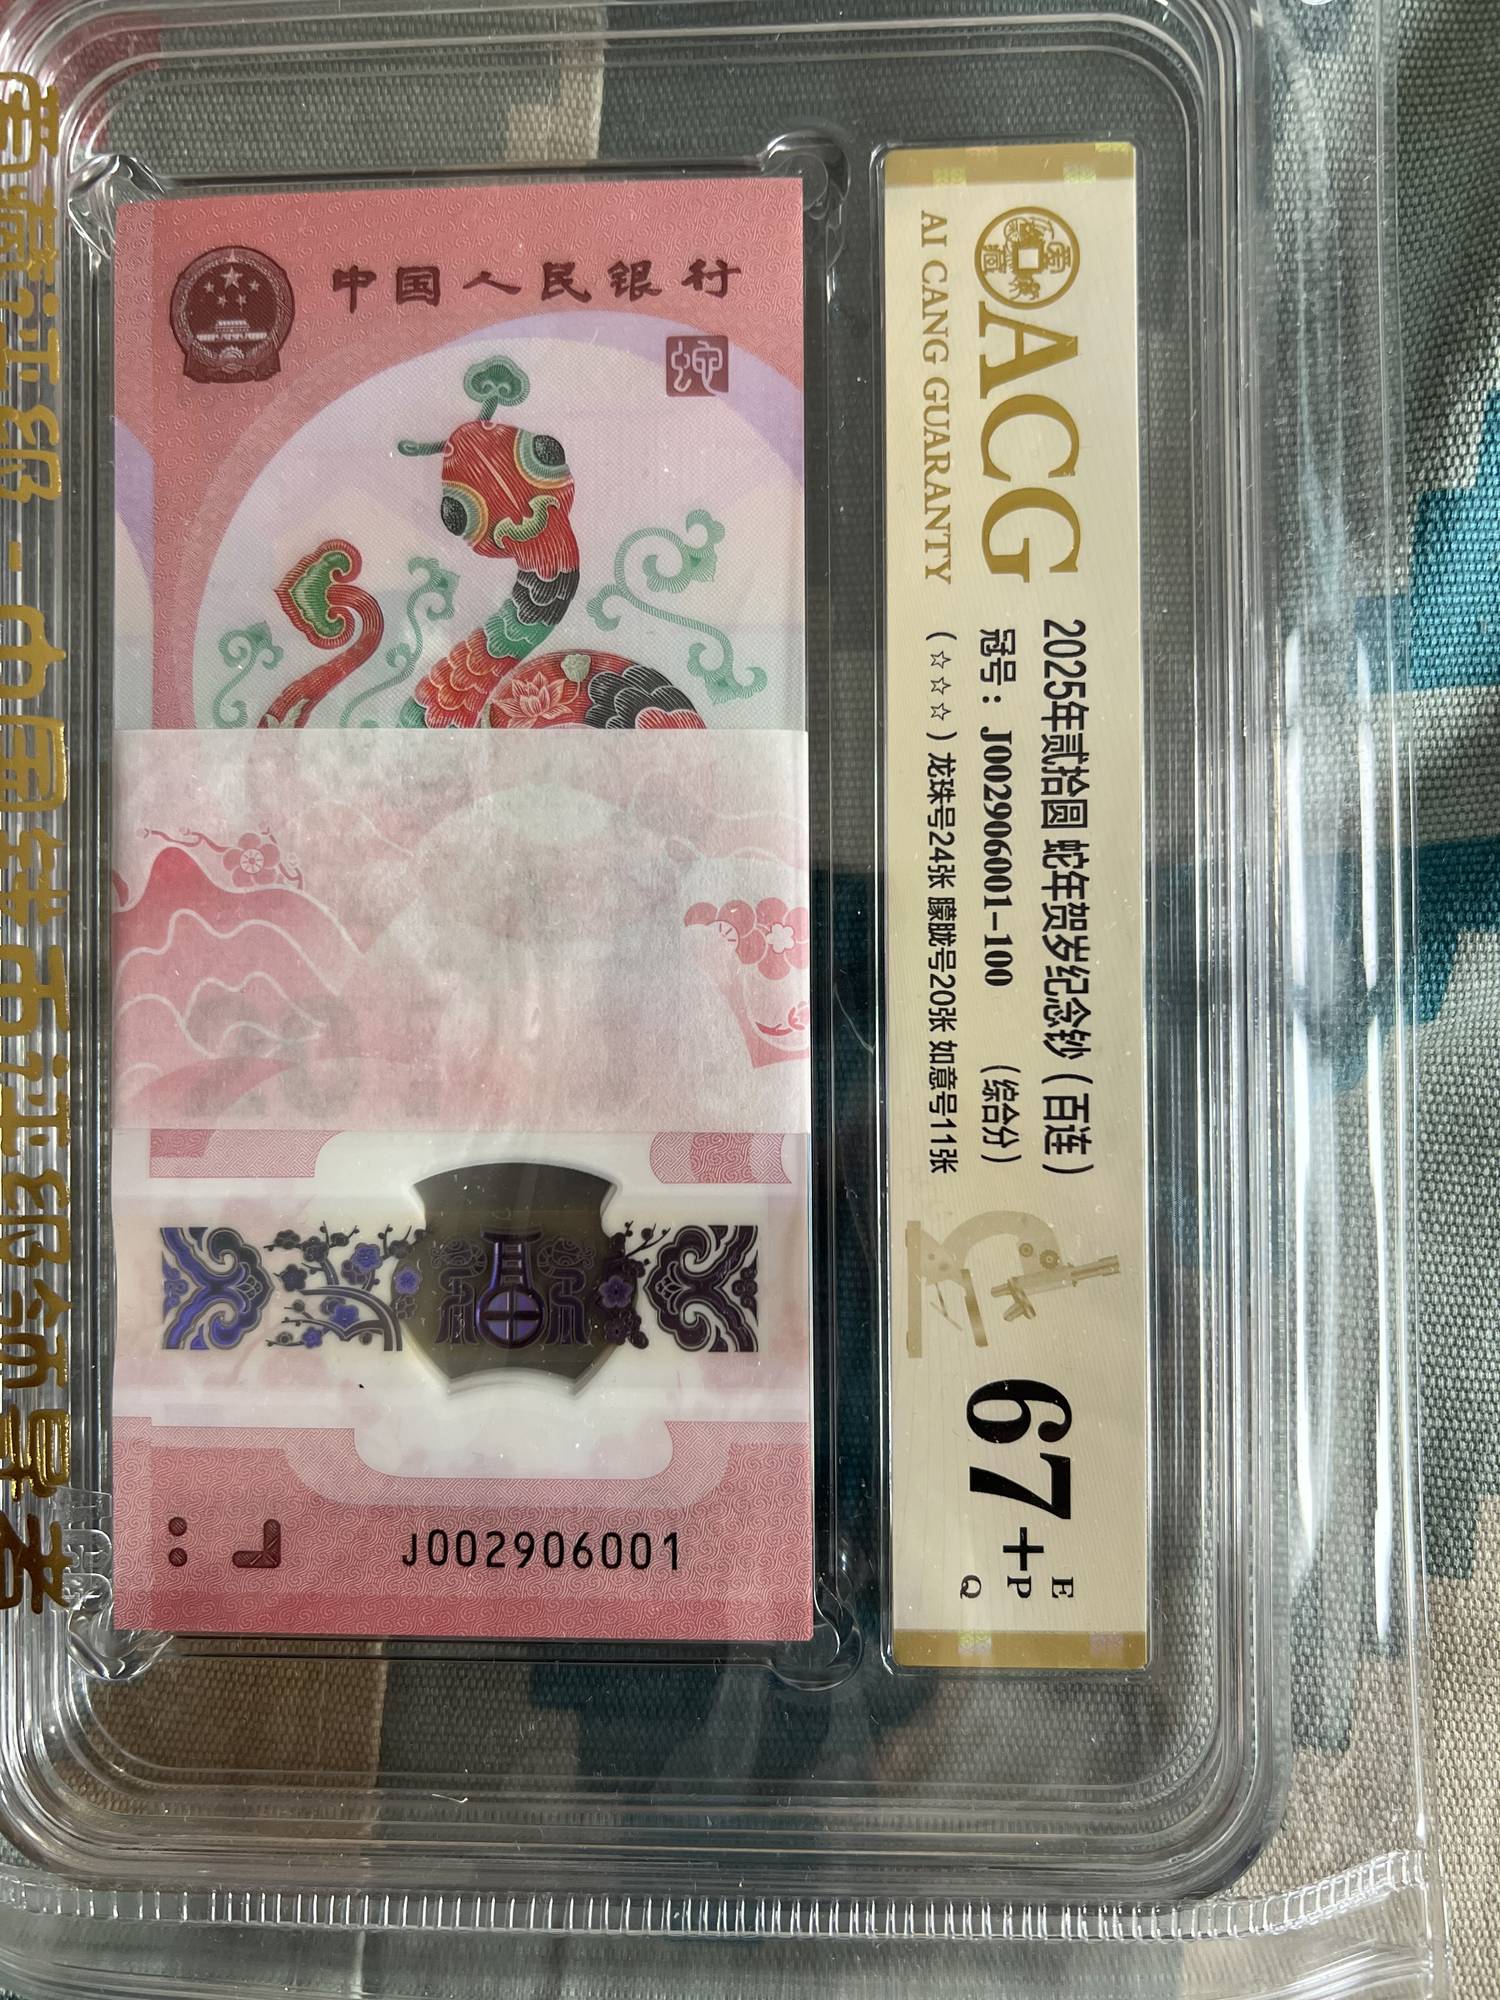 中国人民银行
蛇
J002906001
ACG
AI CANG GUARANTY
2025年贰拾圆 蛇年贺岁纪念钞（百连）
冠号：J002906001-100 （综合分）
（☆☆☆）龙珠号24张 朦胧号20张 如意号11张
67+
E
P
Q